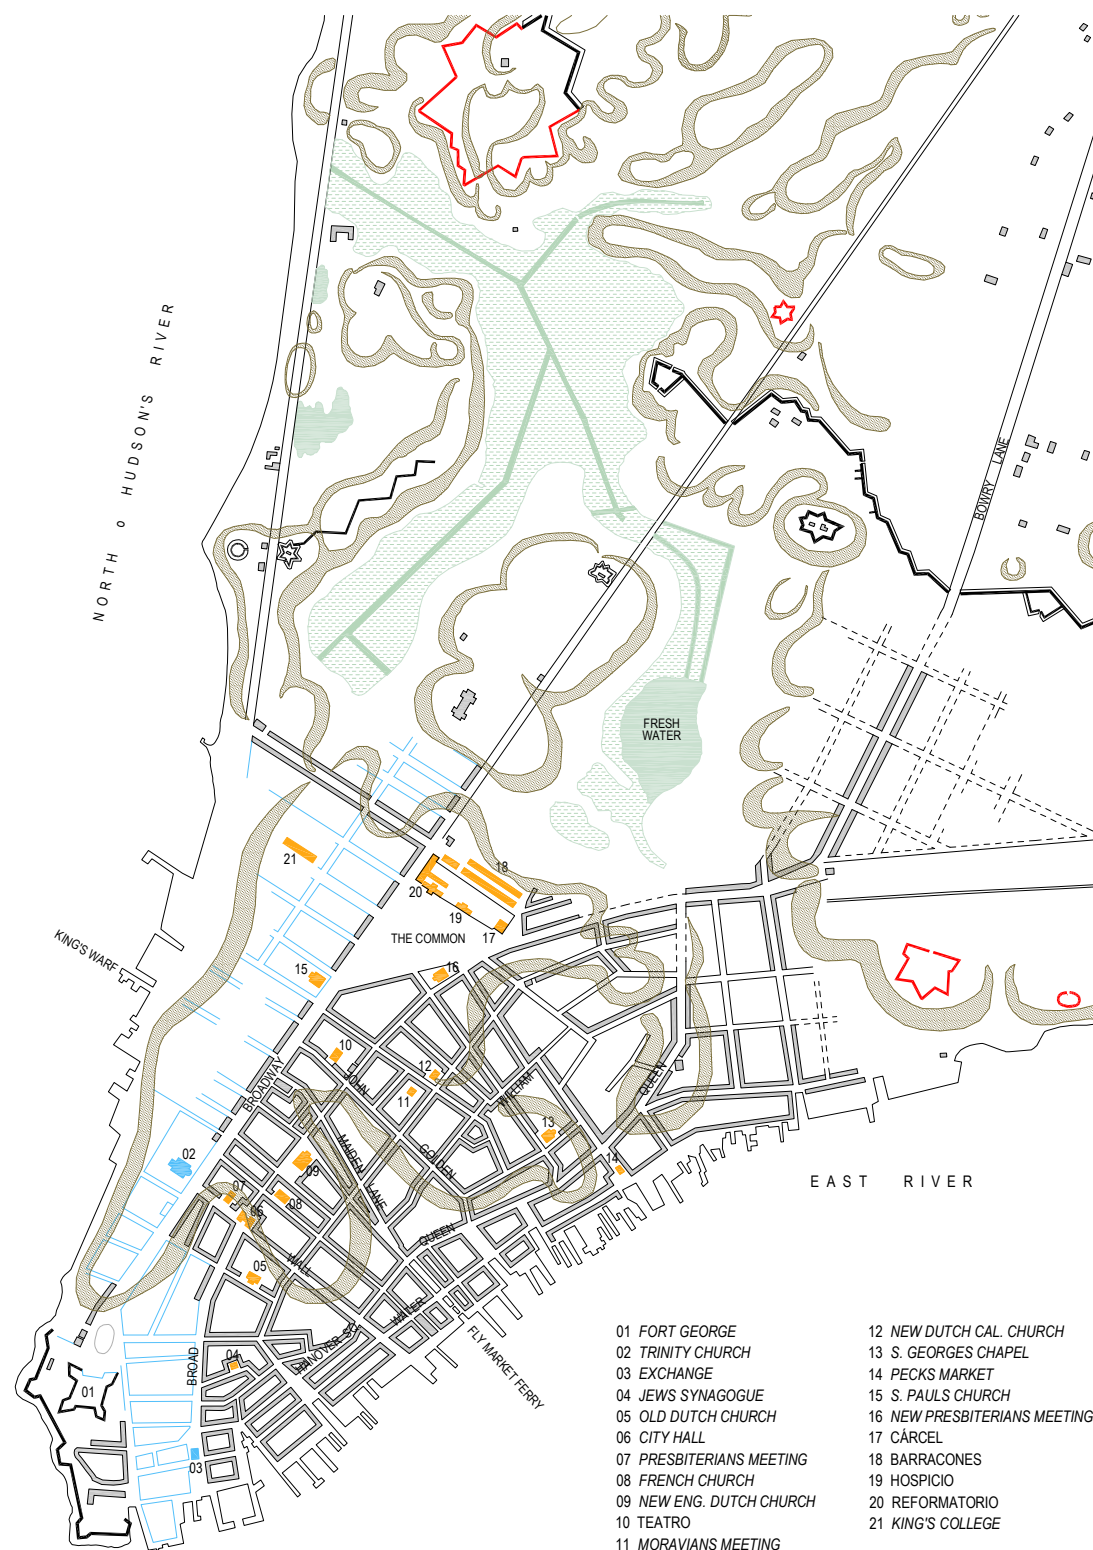 NORTH o HUDSON'S RIVER
BOWRY LANE
FRESH
WATER
21
18
20
19
17
THE COMMON
KING'S WARF
15
16
10
12
JOHN
11
WILLIAM
QUEEN
BROADWAY
13
MAIDEN LANE
GOLDEN
14
02
09
07
08
06
EAST RIVER
QUEEN
WALL
05
WATER
HANOVER SQ.
FLY MARKET FERRY
BROAD
04
01
03
01 FORT GEORGE
02 TRINITY CHURCH
03 EXCHANGE
04 JEWS SYNAGOGUE
05 OLD DUTCH CHURCH
06 CITY HALL
07 PRESBITERIANS MEETING
08 FRENCH CHURCH
09 NEW ENG. DUTCH CHURCH
10 TEATRO
11 MORAVIANS MEETING
12 NEW DUTCH CAL. CHURCH
13 S. GEORGES CHAPEL
14 PECKS MARKET
15 S. PAULS CHURCH
16 NEW PRESBITERIANS MEETING
17 CÁRCEL
18 BARRACONES
19 HOSPICIO
20 REFORMATORIO
21 KING'S COLLEGE